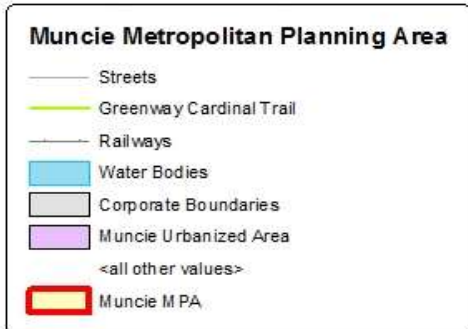 Muncie Metropolitan Planning Area
Streets
Greenway Cardinal Trail
Railways
Water Bodies
Corporate Boundaries
Muncie Urbanized Area
<all other values>
Muncie MPA